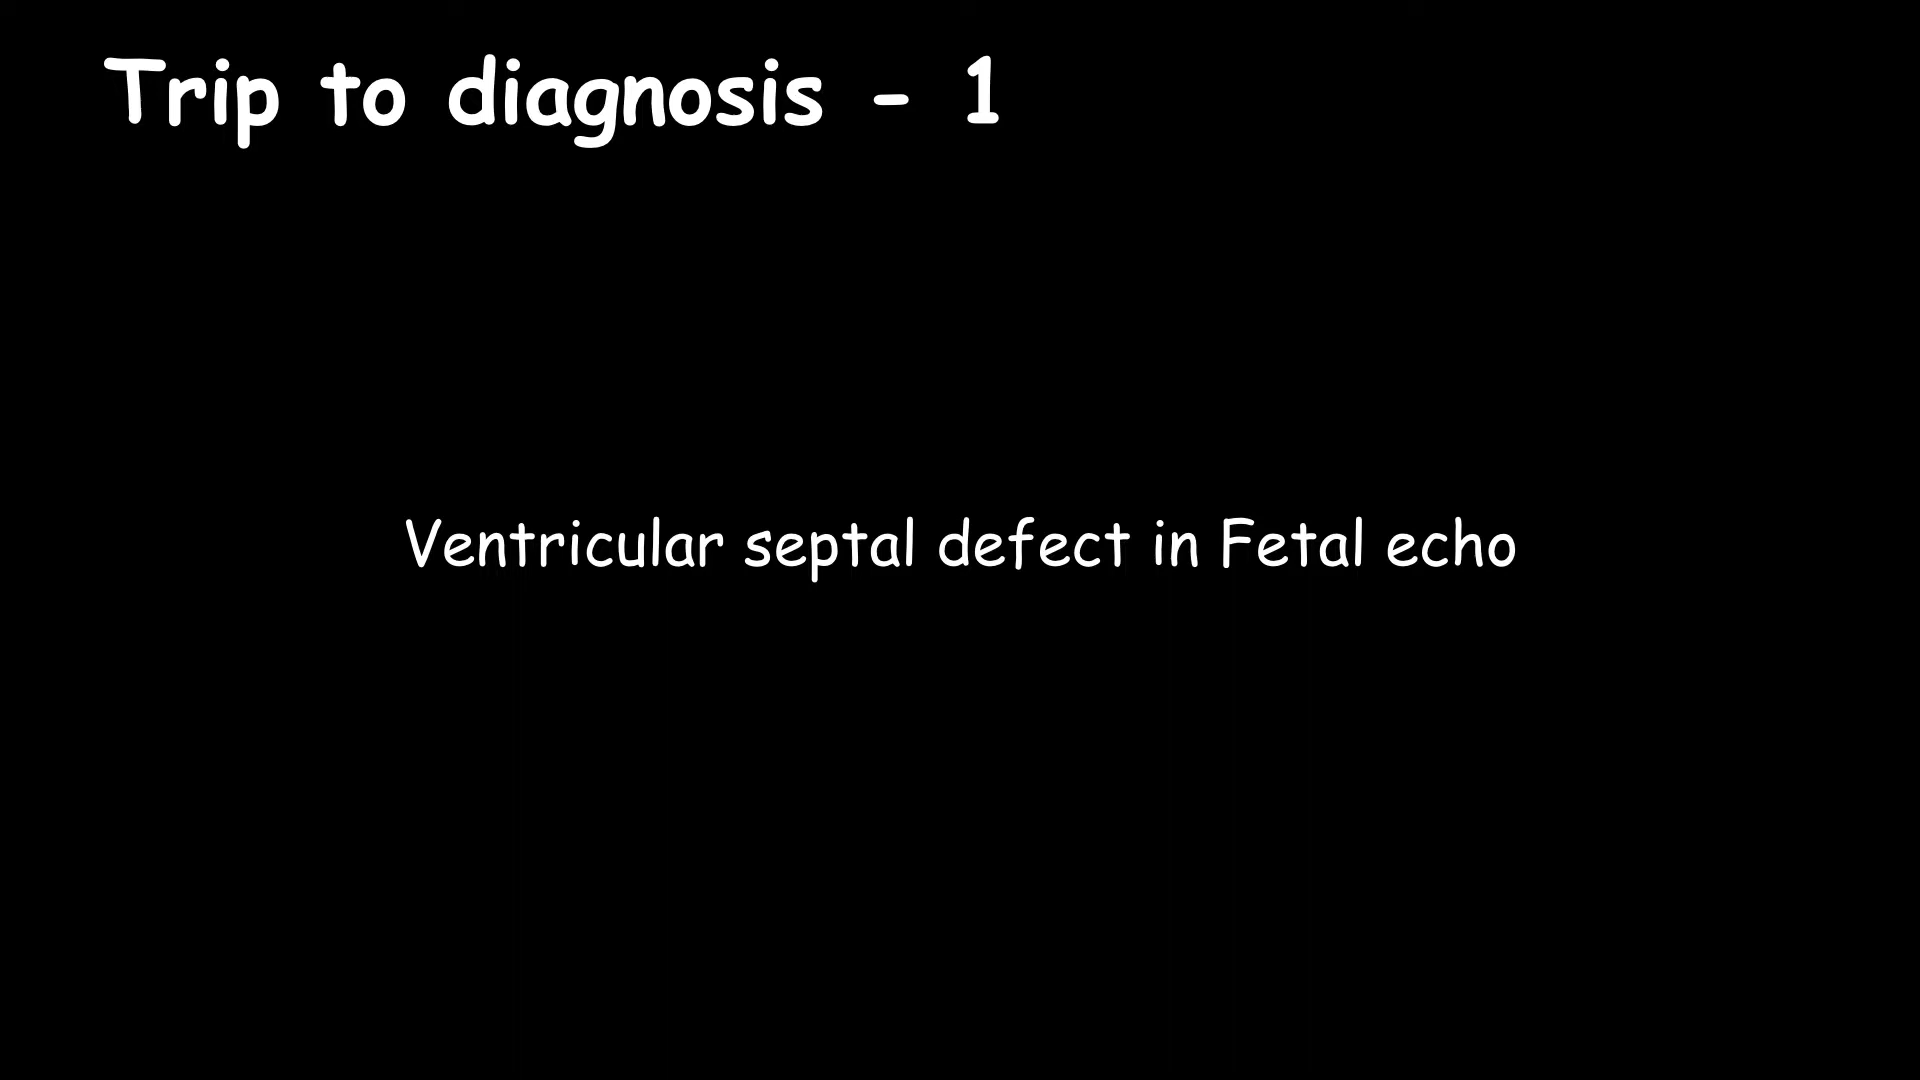 Trip to diagnosis - 1
Ventricular septal defect in Fetal echo